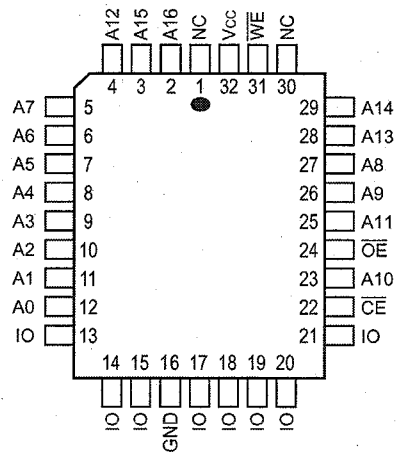 A12 A15 A16 NC Vcc W̅E̅ NC
4 3 2 1 32 31 30
A7 5 29 A14
A6 6 28 A13
A5 7 27 A8
A4 8 26 A9
A3 9 25 A11
A2 10 24 O̅E̅
A1 11 23 A10
A0 12 22 C̅E̅
IO 13 21 IO
14 15 16 17 18 19 20
IO IO GND IO IO IO IO